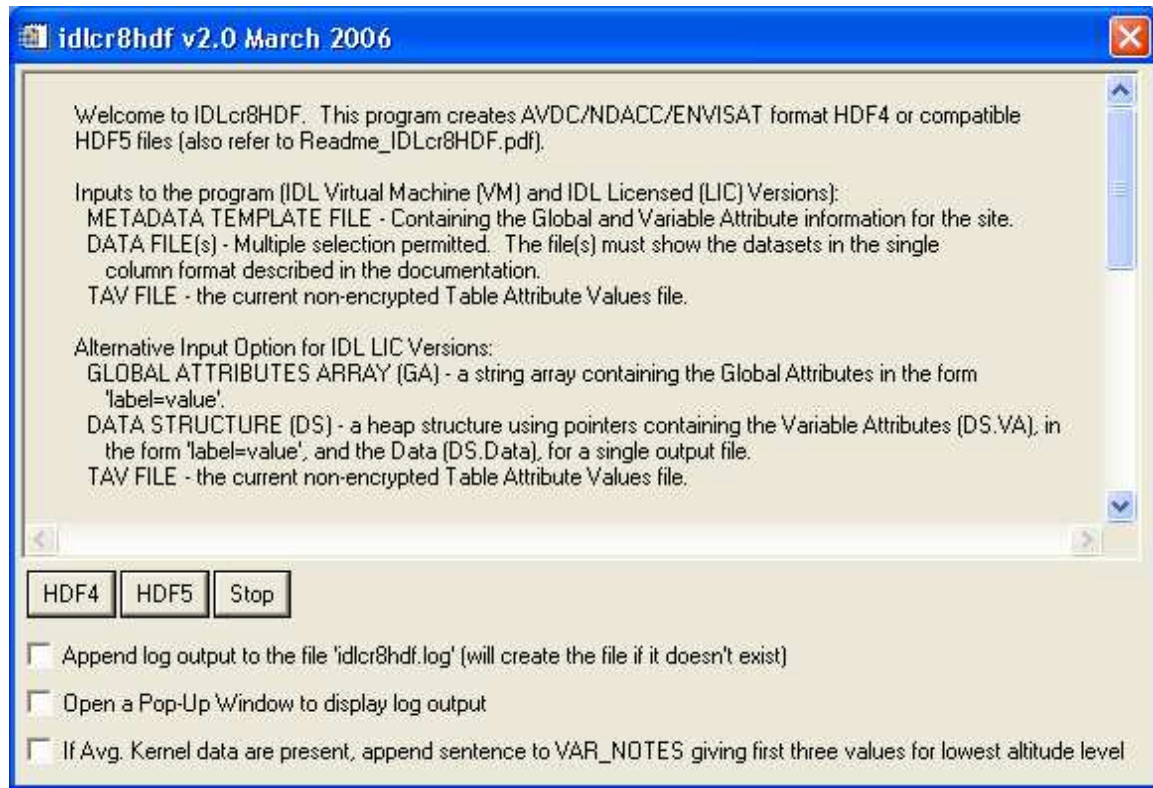 idlcr8hdf v2.0 March 2006
Welcome to IDLcr8HDF. This program creates AVDC/NDACC/ENVISAT format HDF4 or compatible
HDF5 files (also refer to Readme_IDLcr8HDF.pdf).
Inputs to the program (IDL Virtual Machine (VM) and IDL Licensed (LIC) Versions):
METADATA TEMPLATE FILE - Containing the Global and Variable Attribute information for the site.
DATA FILE(s) - Multiple selection permitted. The file(s) must show the datasets in the single
column format described in the documentation.
TAV FILE - the current non-encrypted Table Attribute Values file.
Alternative Input Option for IDL LIC Versions:
GLOBAL ATTRIBUTES ARRAY (GA) - a string array containing the Global Attributes in the form
'label=value'.
DATA STRUCTURE (DS) - a heap structure using pointers containing the Variable Attributes (DS.VA), in
the form 'label=value', and the Data (DS.Data), for a single output file.
TAV FILE - the current non-encrypted Table Attribute Values file.
HDF4 HDF5 Stop
Append log output to the file 'idlcr8hdf.log' (will create the file if it doesn't exist)
Open a Pop-Up Window to display log output
If Avg. Kernel data are present, append sentence to VAR_NOTES giving first three values for lowest altitude level